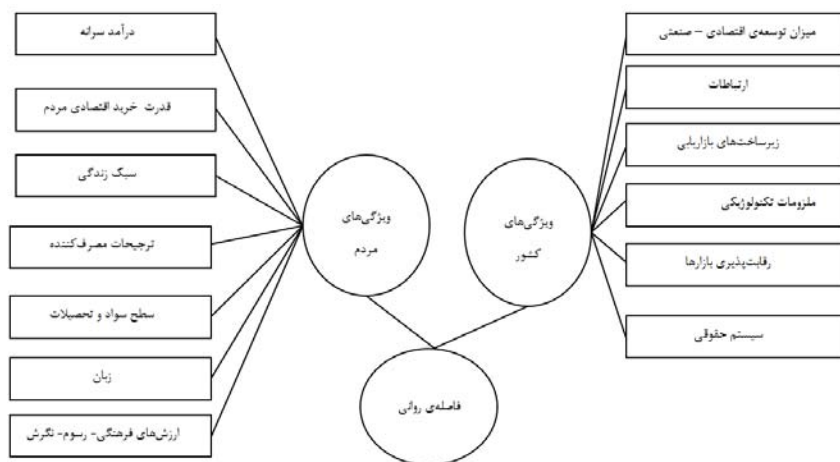 میزان توسعه‌ی اقتصادی – صنعتی
ارتباطات
زیرساخت‌های بازاریابی
ملزومات تکنولوژیکی
رقابت‌پذیری بازارها
سیستم حقوقی
ویژگی‌های
کشور
ویژگی‌های
مردم
فاصله‌ی روانی
درآمد سرانه
قدرت خرید اقتصادی مردم
سبک زندگی
ترجیحات مصرف‌کننده
سطح سواد و تحصیلات
زبان
ارزش‌های فرهنگی- رسوم- نگرش